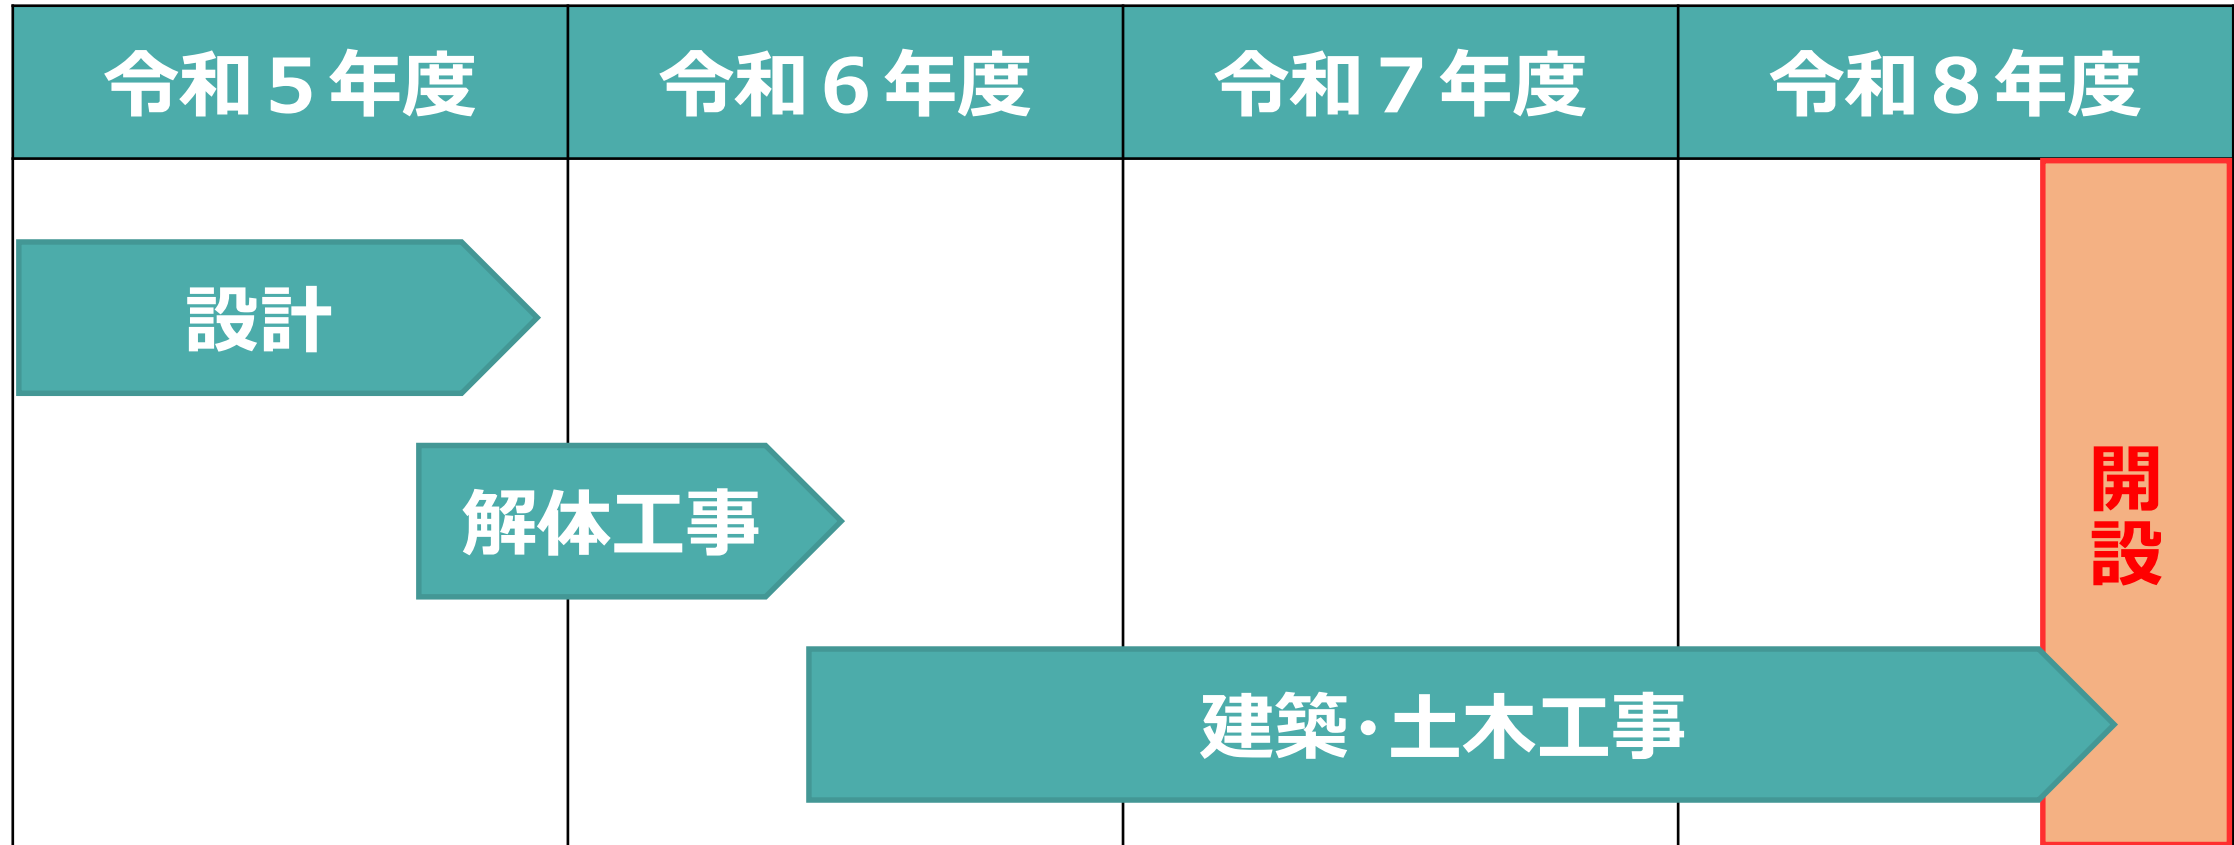 令和５年度
令和６年度
令和７年度
令和８年度
設計
解体工事
開設
建築・土木工事